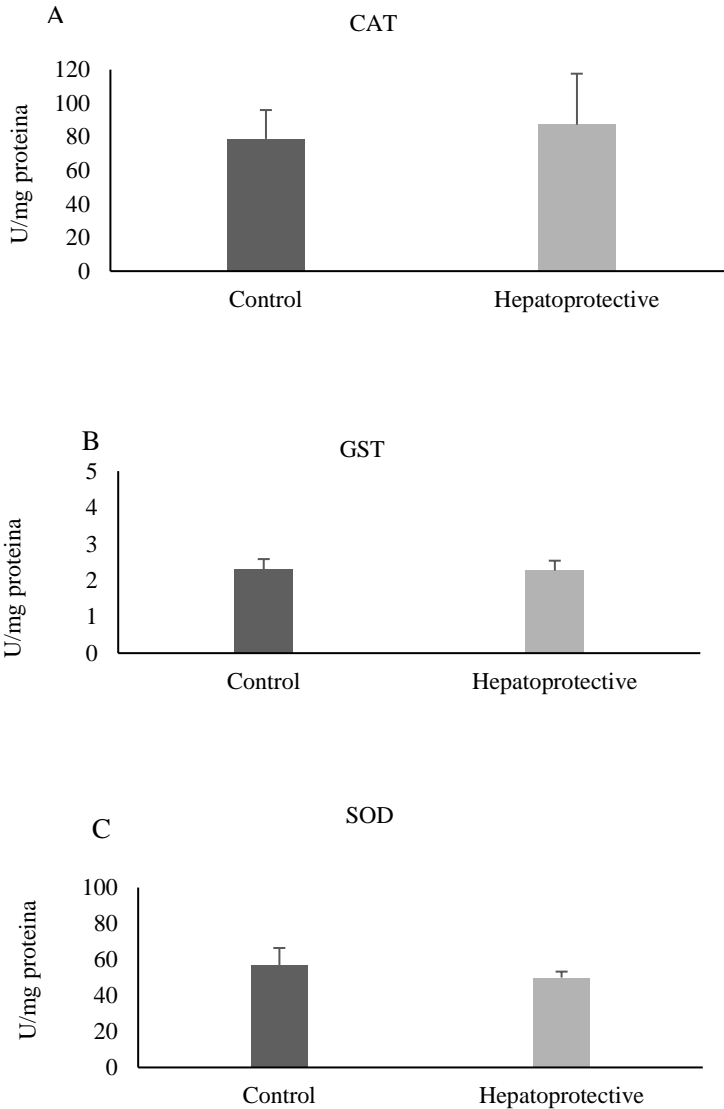 A
CAT
U/mg proteina
120
100
80
60
40
20
0
Control Hepatoprotective
B
GST
U/mg proteina
5
4
3
2
1
0
Control Hepatoprotective
C
SOD
U/mg proteina
100
80
60
40
20
0
Control Hepatoprotective